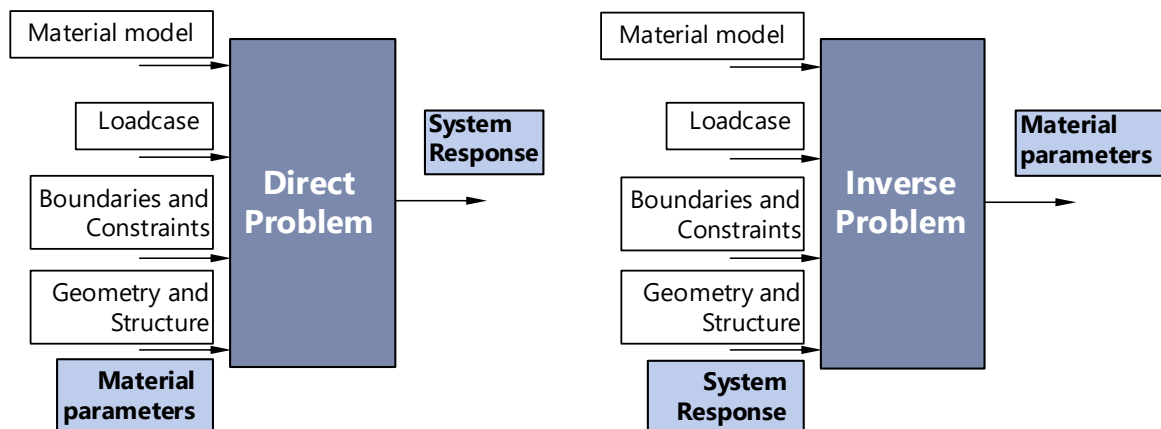 Material model
Loadcase
Boundaries and
Constraints
Geometry and
Structure
Material
parameters
Direct
Problem
System
Response
Material model
Loadcase
Boundaries and
Constraints
Geometry and
Structure
System
Response
Inverse
Problem
Material
parameters